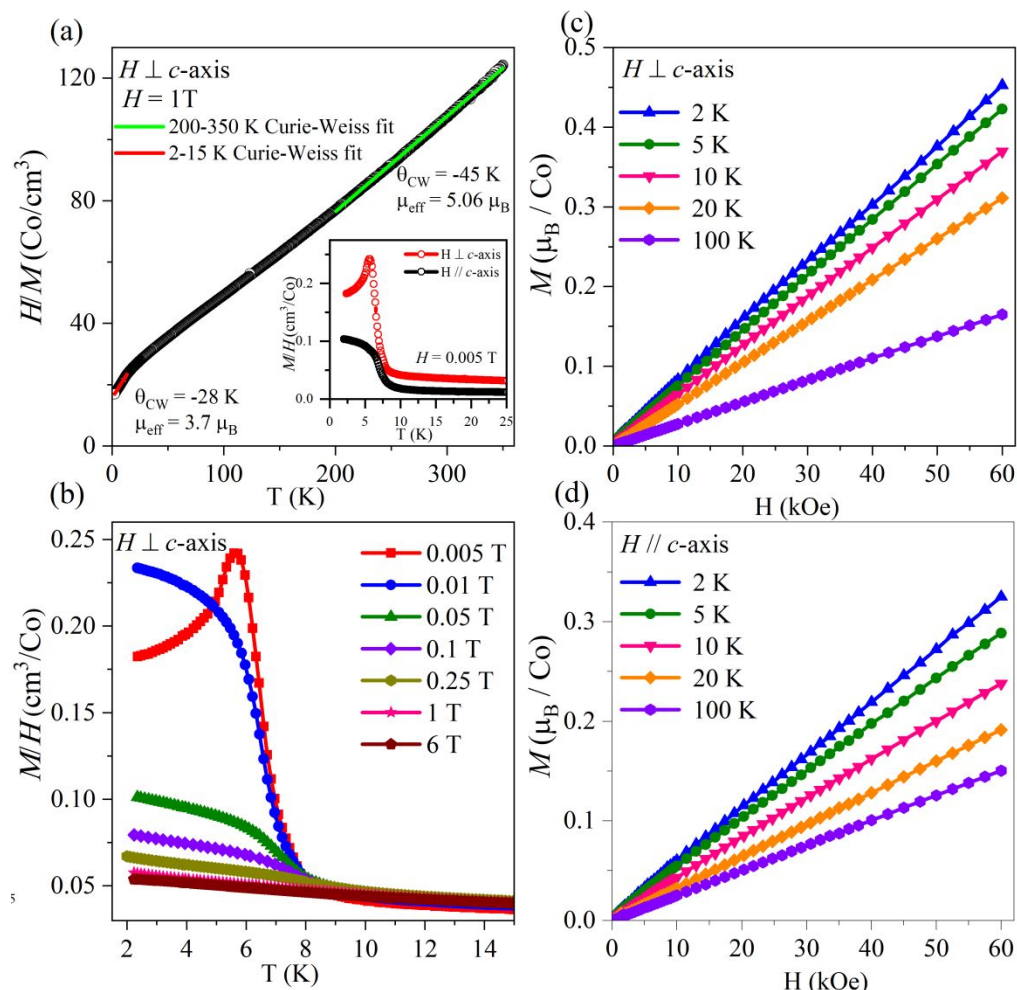 (a)
H ⊥ c-axis
H = 1T
200-350 K Curie-Weiss fit
2-15 K Curie-Weiss fit
θCW = -45 K
μeff = 5.06 μB
θCW = -28 K
μeff = 3.7 μB
H/M (Co/cm³)
120
80
40
0
0
100
200
300
T (K)
H ⊥ c-axis
H // c-axis
H = 0.005 T
M/H(cm³/Co)
0.2
0.1
0.0
0
5
10
15
20
25
T (K)
(c)
H ⊥ c-axis
2 K
5 K
10 K
20 K
100 K
M (μB / Co)
0.5
0.4
0.3
0.2
0.1
0.0
0
10
20
30
40
50
60
H (kOe)
(b)
H ⊥ c-axis
0.005 T
0.01 T
0.05 T
0.1 T
0.25 T
1 T
6 T
M/H (cm³/Co)
0.25
0.20
0.15
0.10
0.05
2
4
6
8
10
12
14
T (K)
5
(d)
H // c-axis
2 K
5 K
10 K
20 K
100 K
M (μB / Co)
0.4
0.3
0.2
0.1
0.0
0
10
20
30
40
50
60
H (kOe)